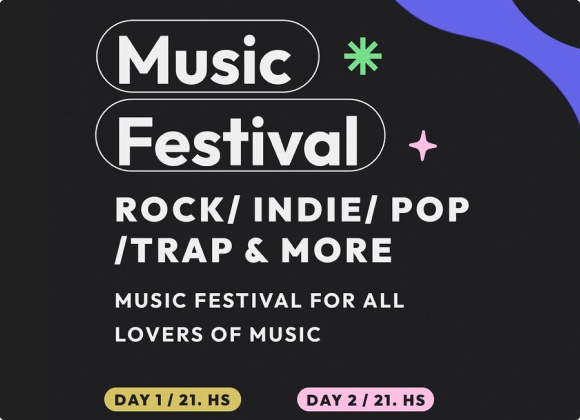 Music
Festival
ROCK/ INDIE/ POP
/TRAP & MORE
MUSIC FESTIVAL FOR ALL
LOVERS OF MUSIC
DAY 1 / 21. HS
DAY 2 / 21. HS